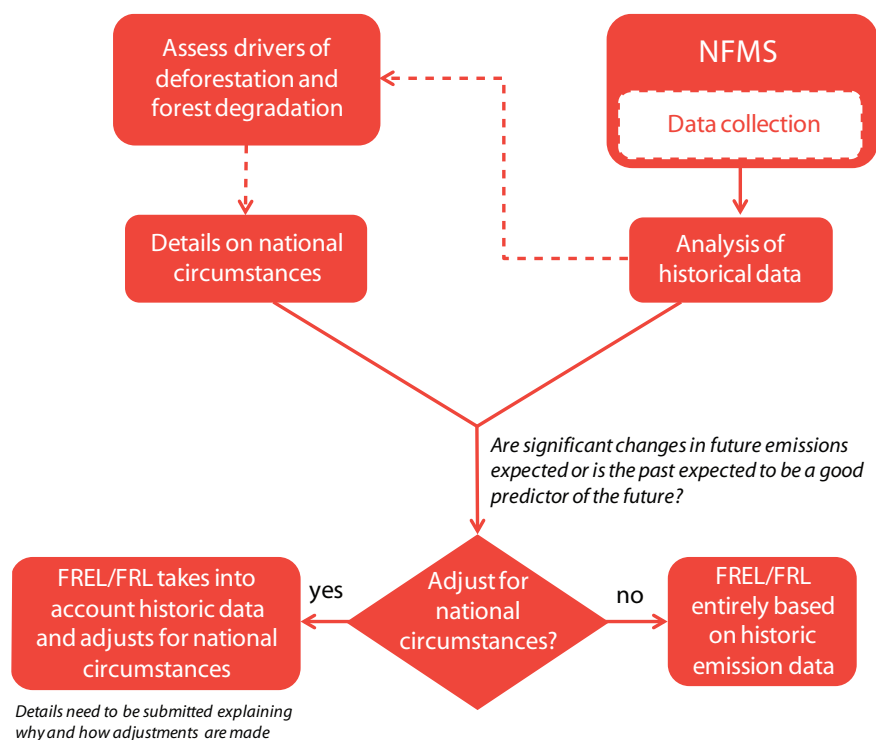 Assess drivers of
deforestation and
forest degradation
NFMS
Data collection
Details on national
circumstances
Analysis of
historical data
Are significant changes in future emissions
expected or is the past expected to be a good
predictor of the future?
FREL/FRL takes into
account historic data
and adjusts for national
circumstances
yes
Adjust for
national
circumstances?
no
FREL/FRL
entirely based
on historic
emission data
Details need to be submitted explaining
why and how adjustments are made